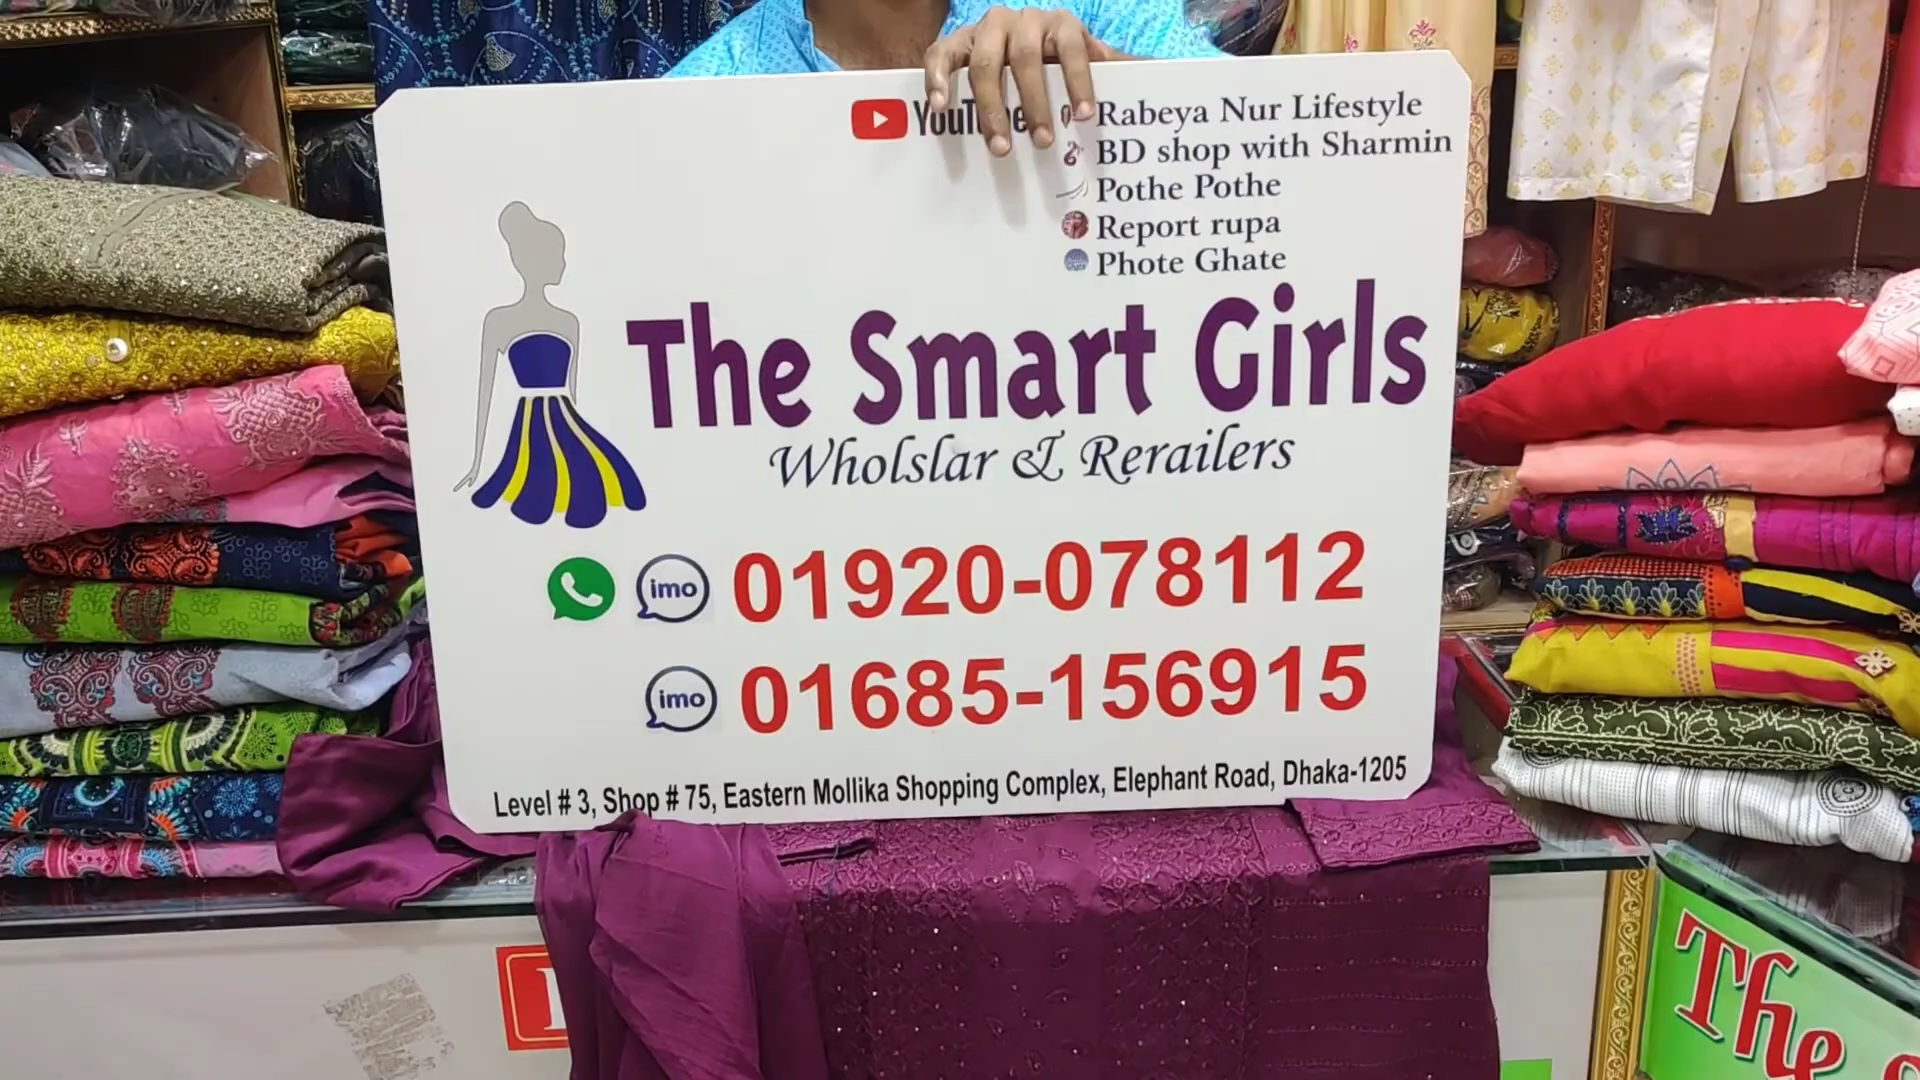 YouTube
Rabeya Nur Lifestyle
BD shop with Sharmin
Pothe Pothe
Report rupa
Phote Ghate
The Smart Girls
Wholslar & Rerailers
imo 01920-078112
imo 01685-156915
Level # 3, Shop # 75, Eastern Mollika Shopping Complex, Elephant Road, Dhaka-1205
The